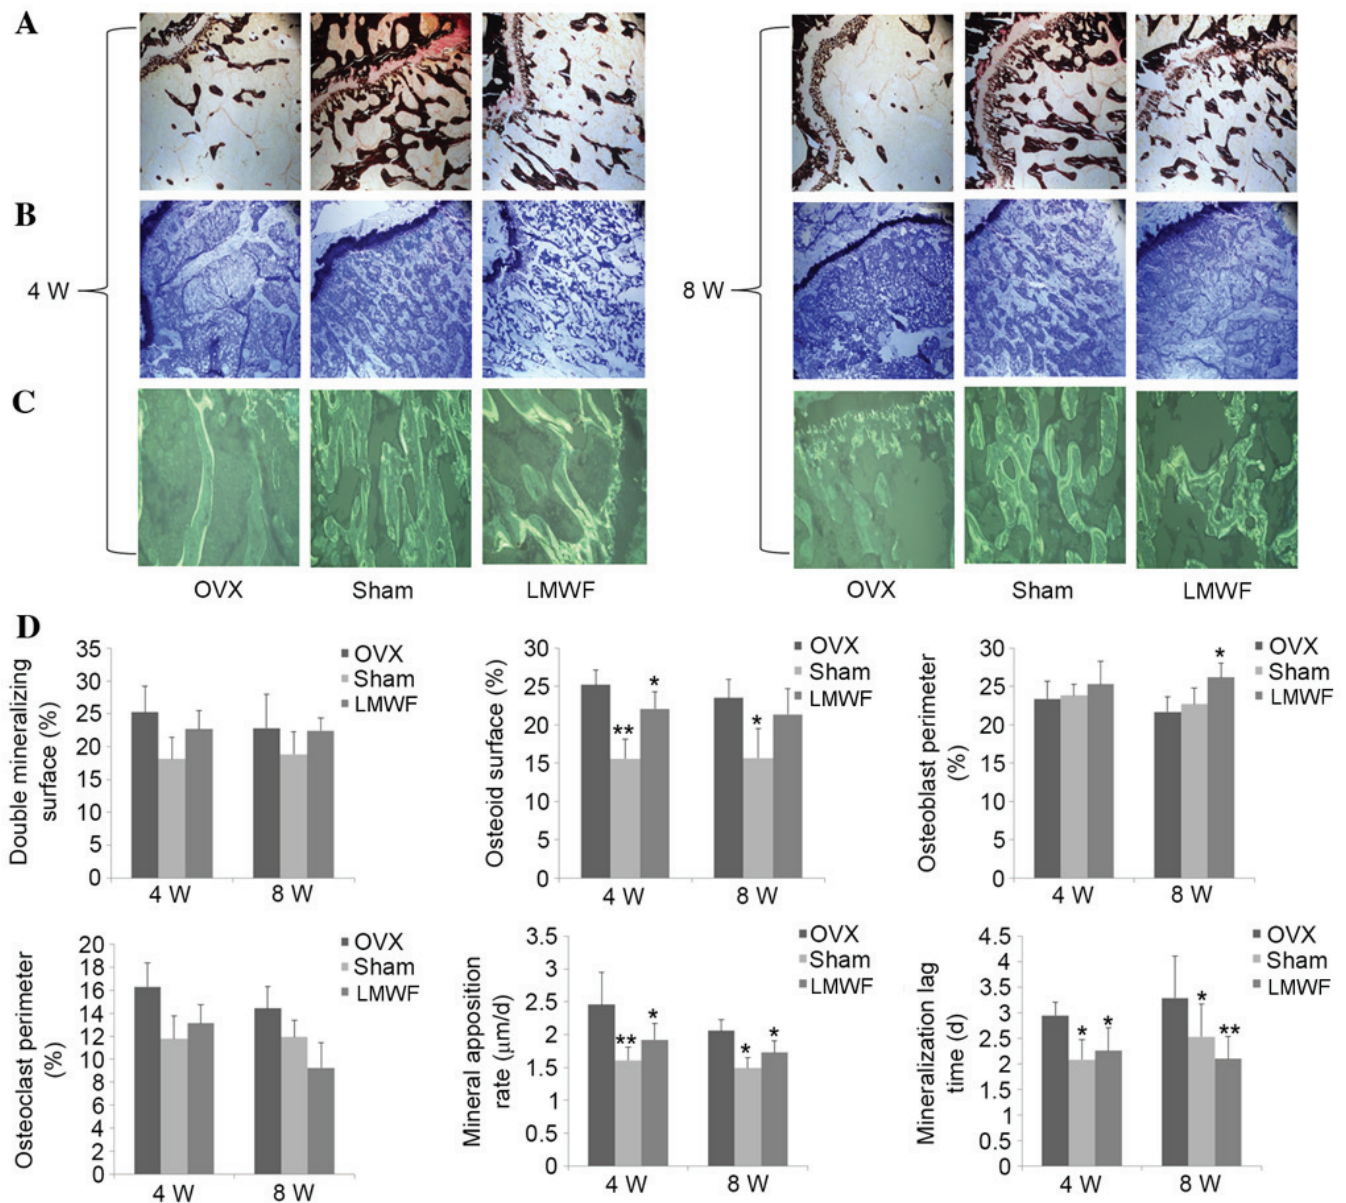 A
B
4 W
8 W
C
OVX
Sham
LMWF
OVX
Sham
LMWF
D
Double mineralizing
surface (%)
35
30
25
20
15
10
5
0
OVX
Sham
LMWF
4 W
8 W
Osteoid surface (%)
30
25
20
15
10
5
0
OVX
Sham
LMWF
**
*
*
4 W
8 W
Osteoblast perimeter
(%)
30
25
20
15
10
5
0
OVX
Sham
LMWF
*
4 W
8 W
Osteoclast perimeter
(%)
20
18
16
14
12
10
8
6
4
2
0
OVX
Sham
LMWF
4 W
8 W
Mineral apposition
rate (µm/d)
3.5
3
2.5
2
1.5
1
0.5
0
OVX
Sham
LMWF
**
*
*
*
4 W
8 W
Mineralization lag
time (d)
4.5
4
3.5
3
2.5
2
1.5
1
0.5
0
OVX
Sham
LMWF
*
*
*
**
4 W
8 W